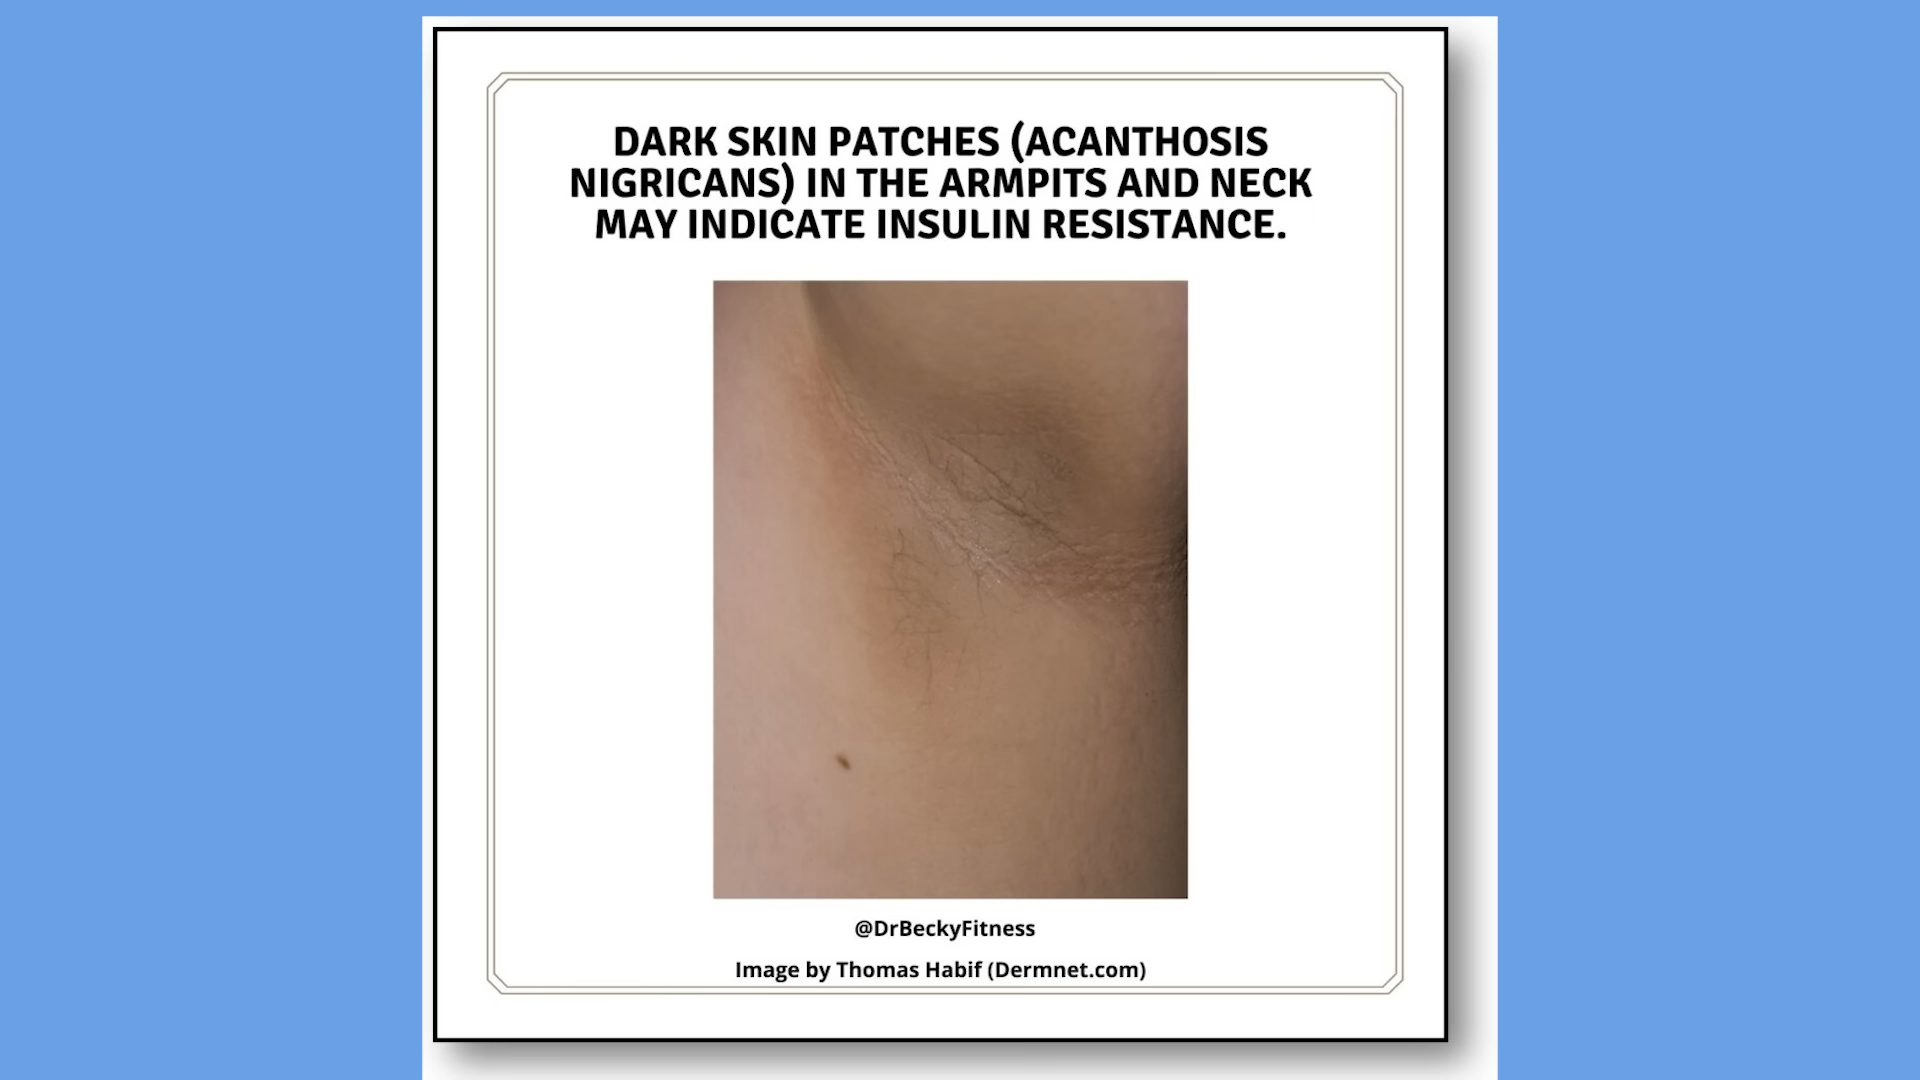 DARK SKIN PATCHES (ACANTHOSIS
NIGRICANS) IN THE ARMPITS AND NECK
MAY INDICATE INSULIN RESISTANCE.
@DrBeckyFitness
Image by Thomas Habif (Dermnet.com)